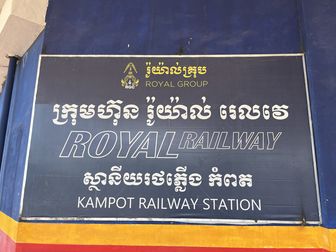 រ៉ូយ៉ាល់គ្រុប
ROYAL GROUP
ក្រុមហ៊ុន រ៉ូយ៉ាល់ រេលវេ
ROYAL RAILWAY
ស្ថានីយរថភ្លើង កំពត
KAMPOT RAILWAY STATION